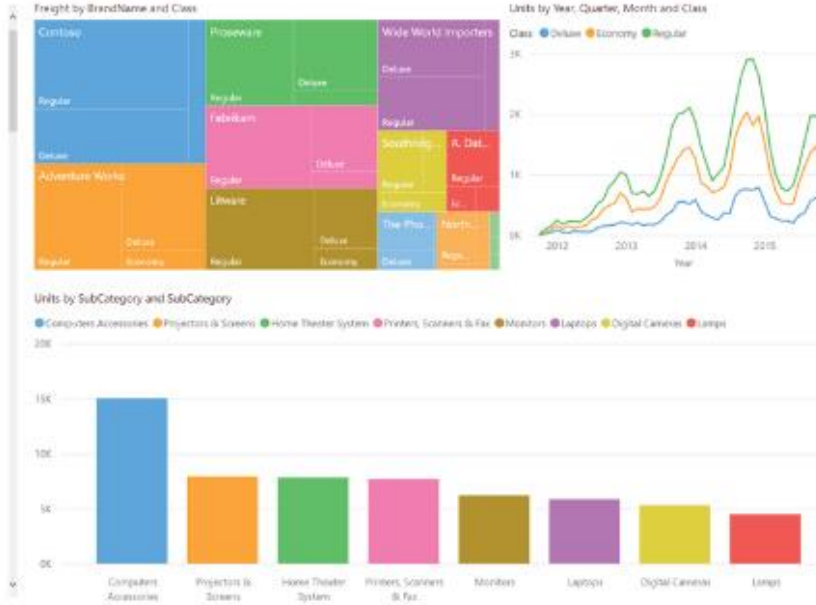 Freight by BrandName and Class
Contoso
Regular
Deluxe
Adventure Works
Regular
Deluxe
Economy
Proseware
Regular
Deluxe
Fabrikam
Regular
Deluxe
Litware
Regular
Deluxe
Economy
Wide World Importers
Deluxe
Regular
Southridg...
Regular
Economy
A. Dat...
Regular
The Pho...
Deluxe
North...
Regu...
Units by Year, Quarter, Month and Class
Class Deluxe Economy Regular
3K
2K
1K
0K
2012 2013 2014 2015
Year
Units by SubCategory and SubCategory
Computers Accessories Projectors & Screens Home Theater System Printers, Scanners & Fax Monitors Laptops Digital Cameras Lamps
20K
15K
10K
5K
0K
Computers Accessories
Projectors & Screens
Home Theater System
Printers, Scanners & Fax
Monitors
Laptops
Digital Cameras
Lamps